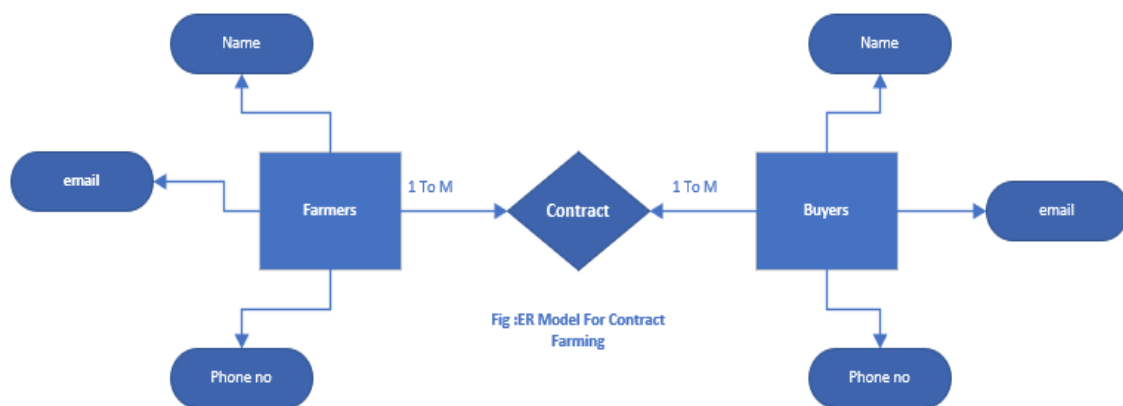 Name
Name
email
Farmers
1 To M
Contract
1 To M
Buyers
email
Fig :ER Model For Contract
Farming
Phone no
Phone no